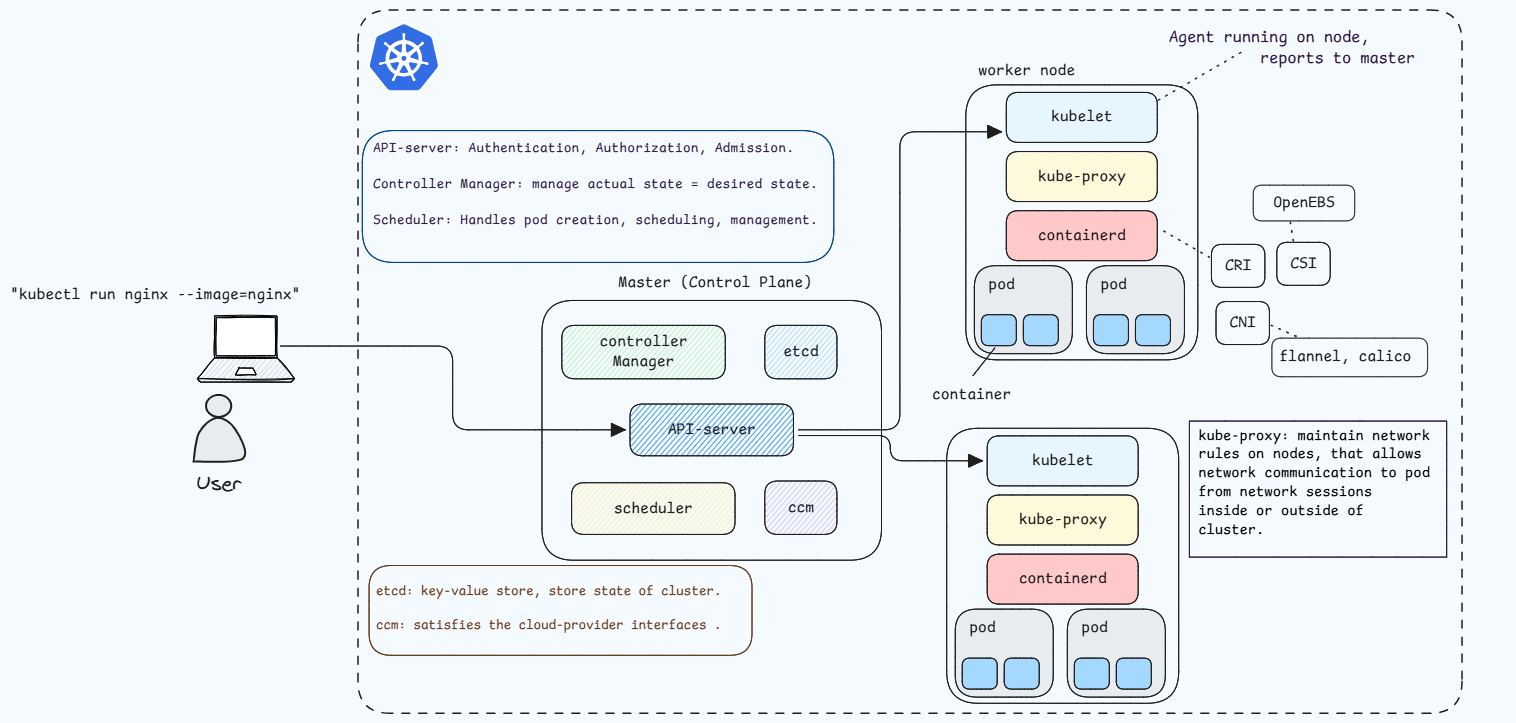 Agent running on node,
reports to master
worker node
kubelet
kube-proxy
containerd
pod
pod
container
OpenEBS
CRI
CSI
CNI
flannel, calico
API-server: Authentication, Authorization, Admission.
Controller Manager: manage actual state = desired state.
Scheduler: Handles pod creation, scheduling, management.
"kubectl run nginx --image=nginx"
User
Master (Control Plane)
controller
Manager
etcd
API-server
scheduler
ccm
kubelet
kube-proxy
containerd
pod
pod
kube-proxy: maintain network
rules on nodes, that allows
network communication to pod
from network sessions
inside or outside of
cluster.
etcd: key-value store, store state of cluster.
ccm: satisfies the cloud-provider interfaces .